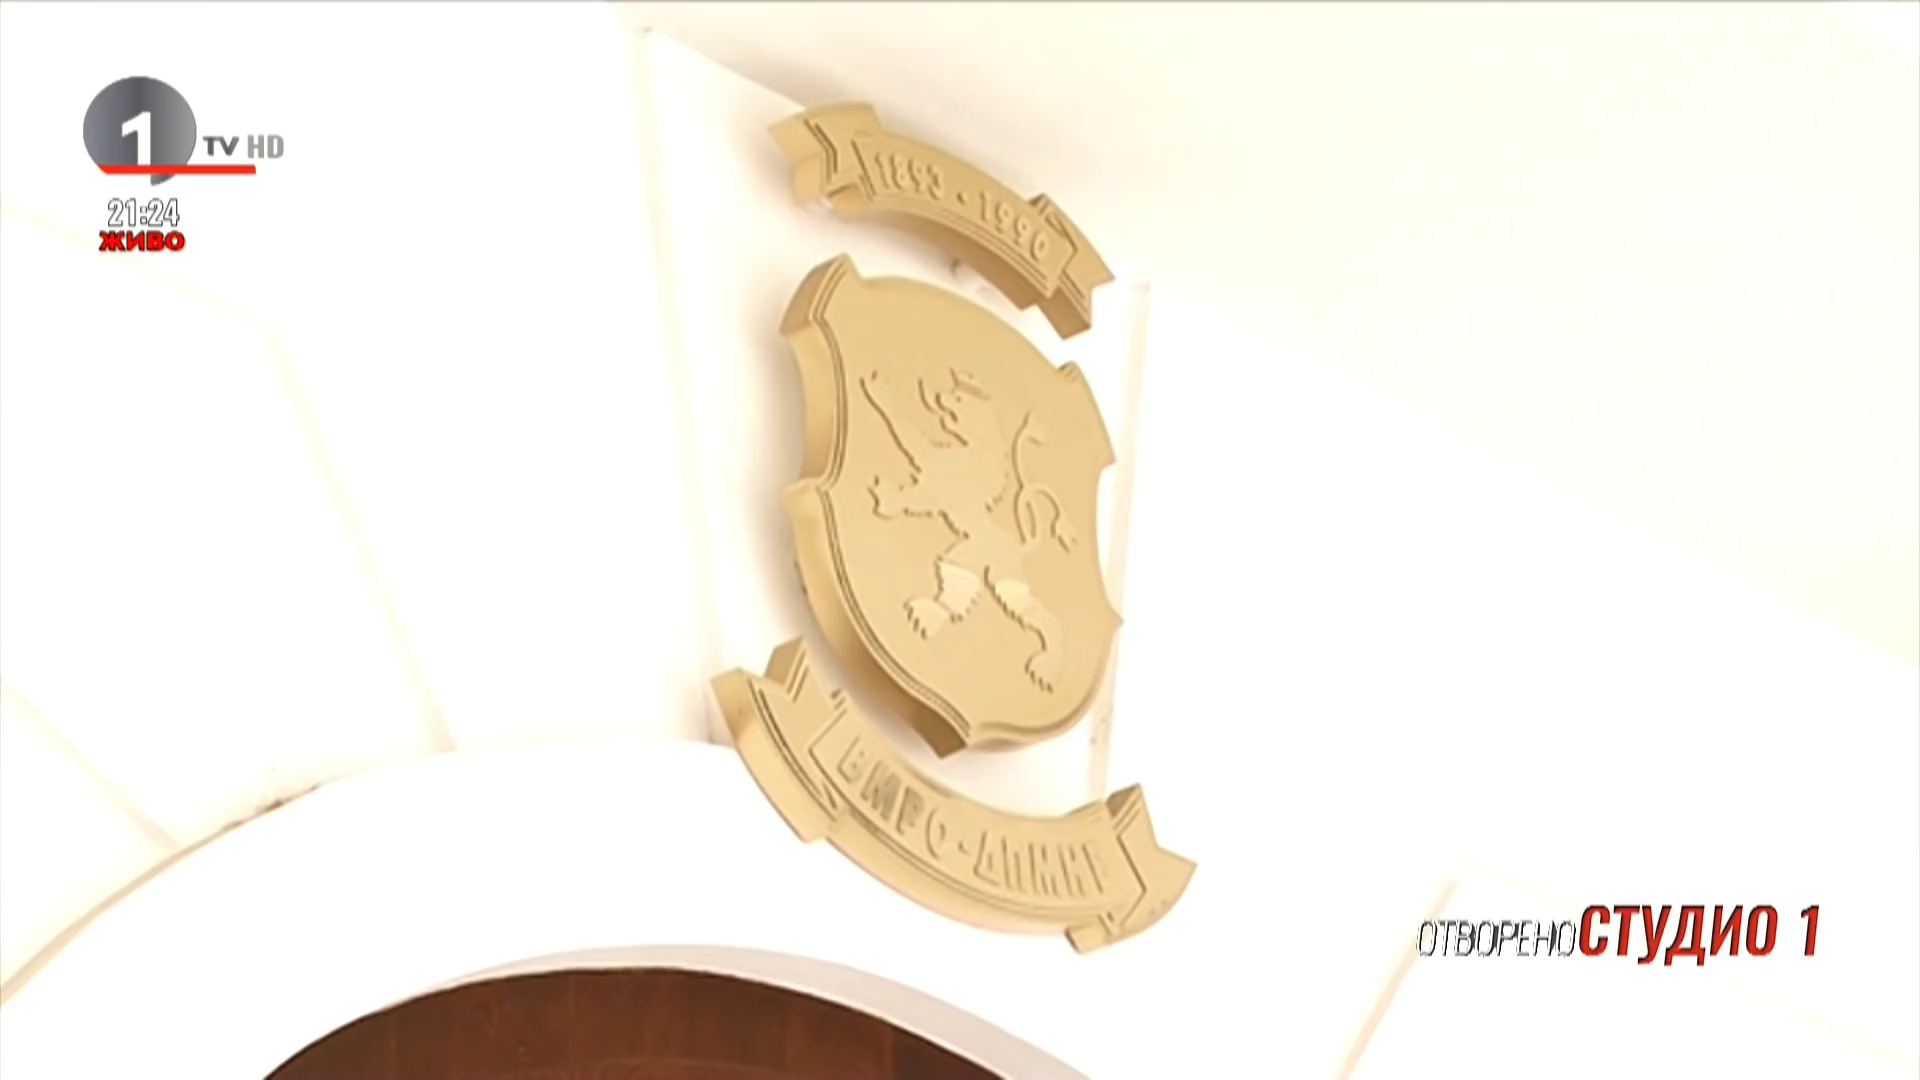 1 TV HD
21:24
ЖИВО
1893 · 1990
ВМРО-ДПМНЕ
ОТВОРЕНО СТУДИО 1